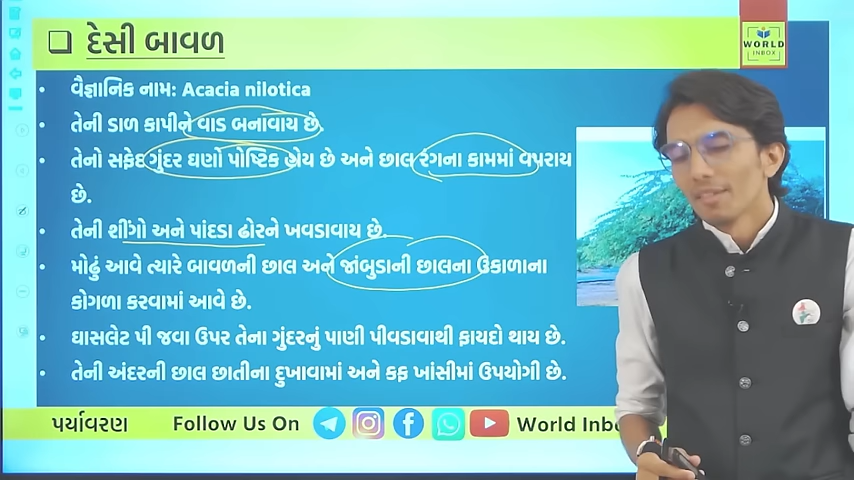 ❑ દેસી બાવળ
WORLD
INBOX
• વૈજ્ઞાનિક નામ: Acacia nilotica
• તેની ડાળ કાપીને વાડ બનાવાય છે.
• તેનો સફેદ ગુંદર ઘણો પોષ્ટિક હોય છે અને છાલ રંગના કામમાં વપરાય
છે.
• તેની શીંગો અને પાંદડા ઢોરને ખવડાવાય છે.
• મોઢું આવે ત્યારે બાવળની છાલ અને જાંબુડાની છાલના ઉકાળાના
કોગળા કરવામાં આવે છે.
• ઘાસલેટ પી જવા ઉપર તેના ગુંદરનું પાણી પીવડાવાથી ફાયદો થાય છે.
• તેની અંદરની છાલ છાતીના દુખાવામાં અને કફ ખાંસીમાં ઉપયોગી છે.
પર્યાવરણ Follow Us On World